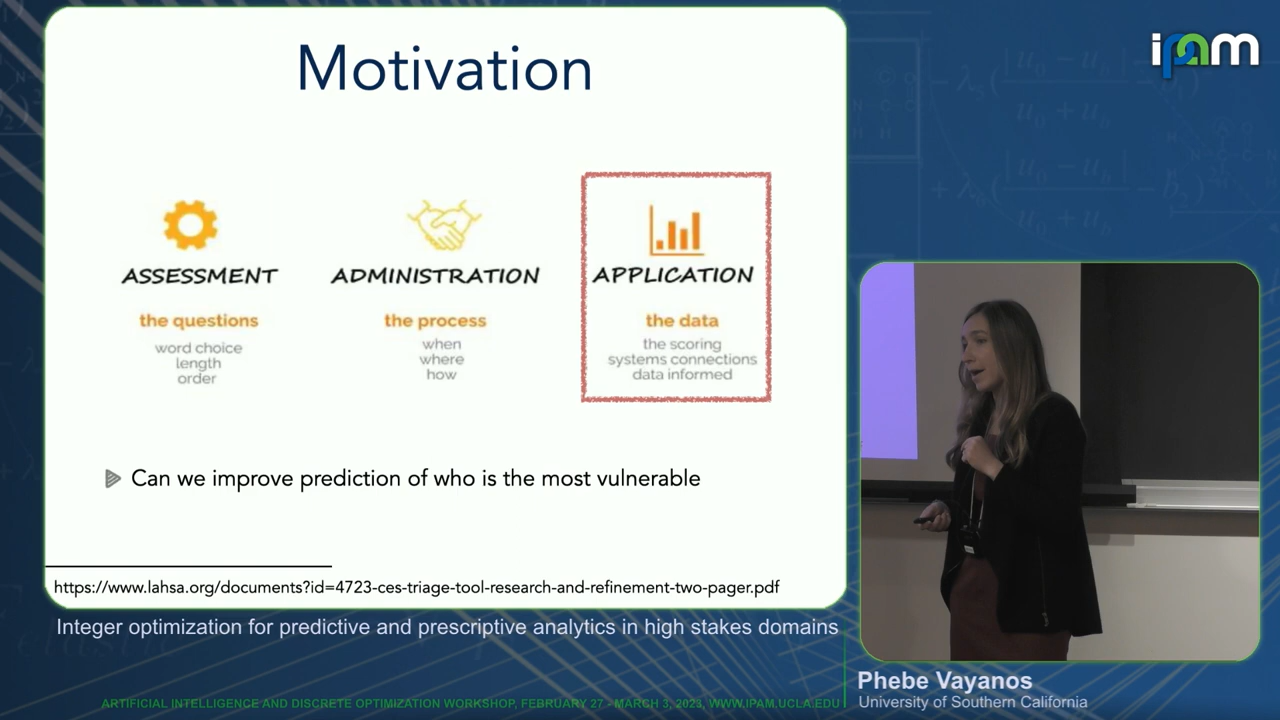 ipam
Motivation
ASSESSMENT
the questions
word choice
length
order
ADMINISTRATION
the process
when
where
how
APPLICATION
the data
the scoring
systems connections
data informed
Can we improve prediction of who is the most vulnerable
https://www.lahsa.org/documents?id=4723-ces-triage-tool-research-and-refinement-two-pager.pdf
Integer optimization for predictive and prescriptive analytics in high stakes domains
Phebe Vayanos
University of Southern California
ARTIFICIAL INTELLIGENCE AND DISCRETE OPTIMIZATION WORKSHOP, FEBRUARY 27 - MARCH 3, 2023, WWW.IPAM.UCLA.EDU